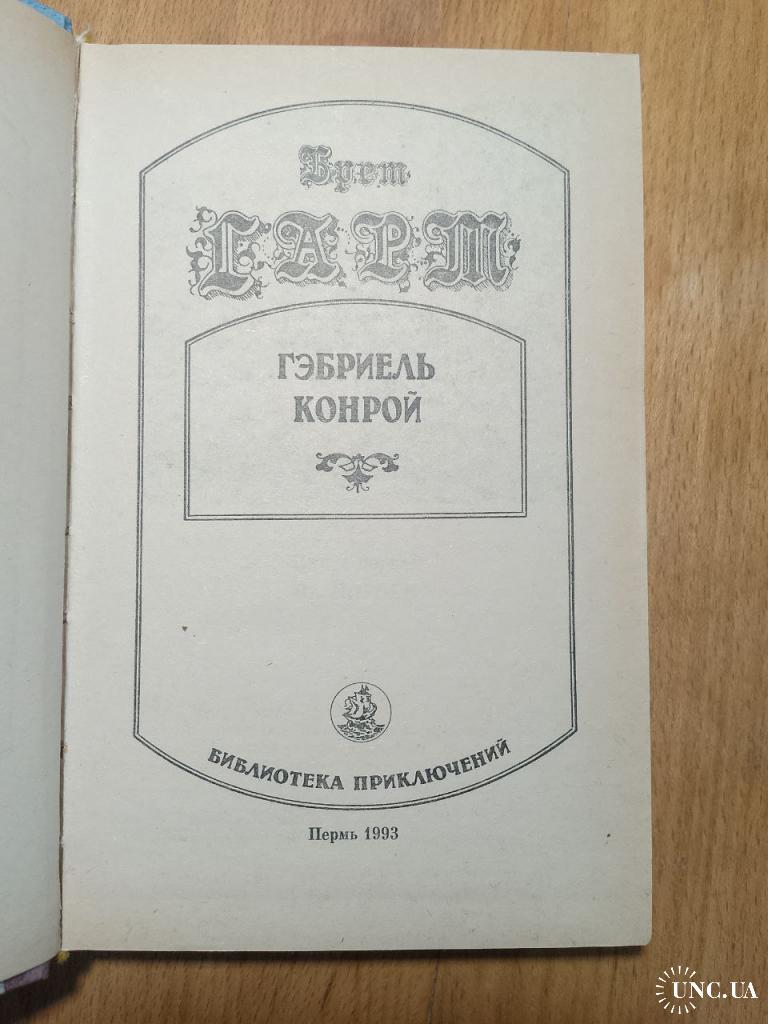 Брет
ГАРТ
ГЭБРИЕЛЬ
КОНРОЙ
БИБЛИОТЕКА ПРИКЛЮЧЕНИЙ
Пермь 1993
UNC.UA